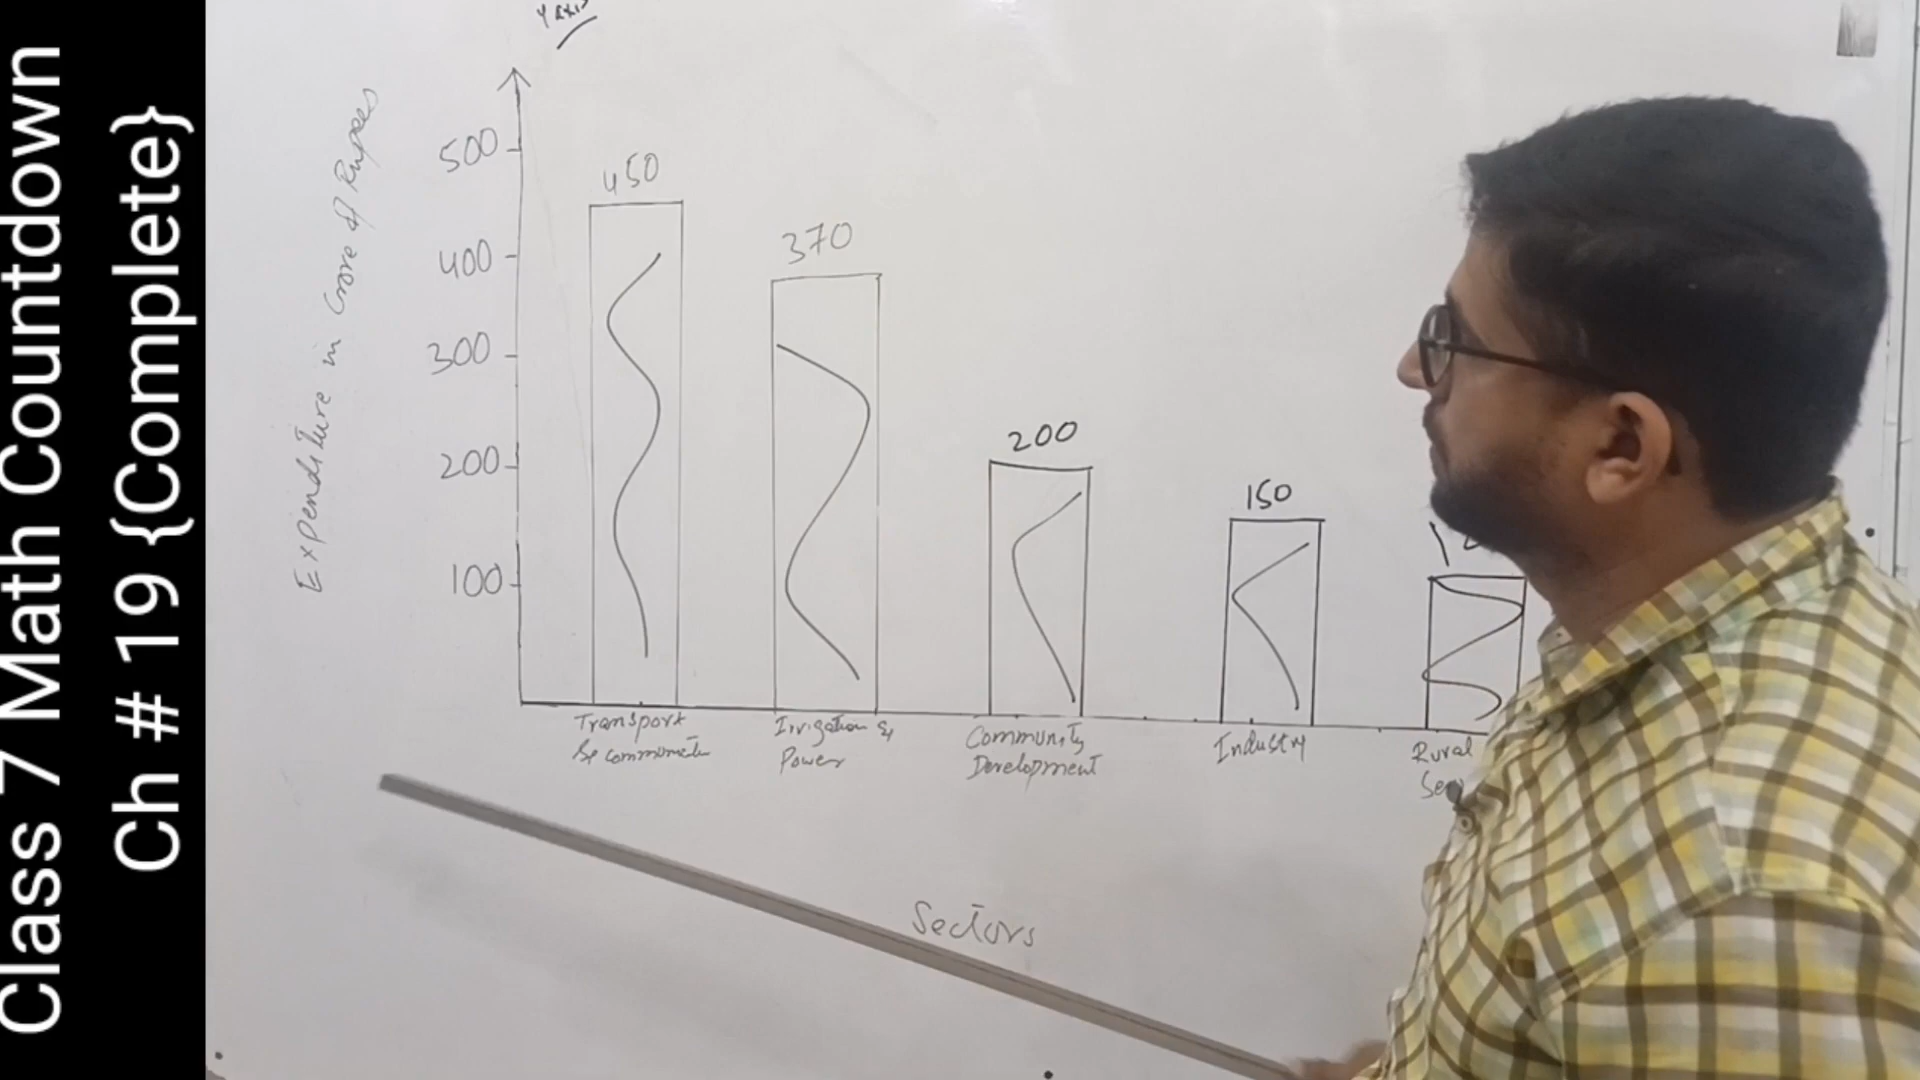 Class 7 Math Countdown
Ch # 19 {Complete}
Y axis
Expenditure in Crore of Rupees
500
400
300
200
100
450
370
200
150
Transport
Irrigation &
Power
Community
Development
Industry
Rural
Sectors